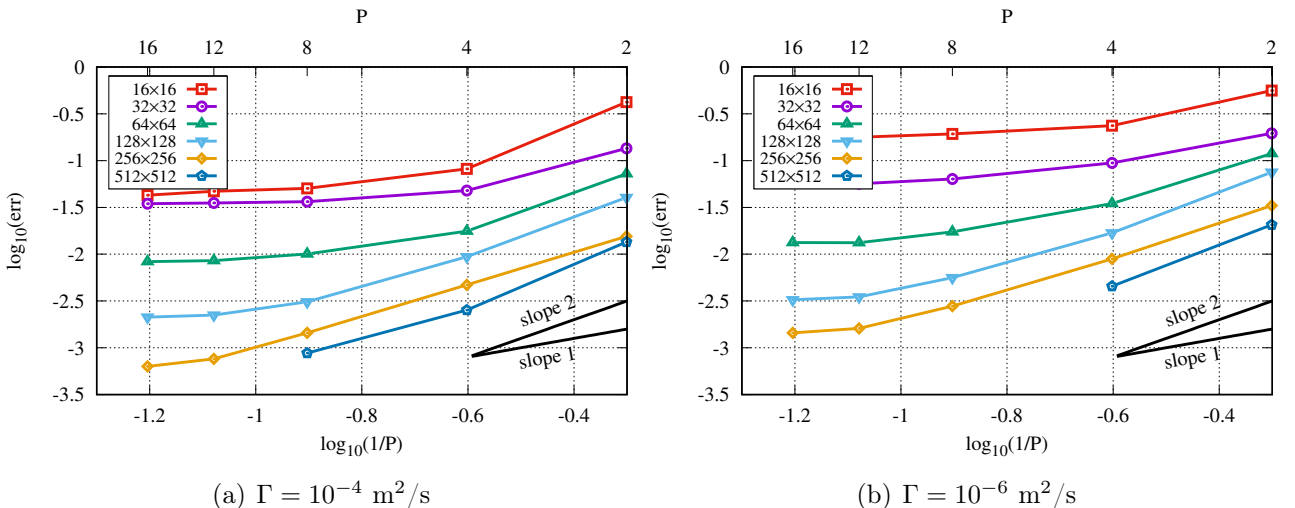 P
16 12 8 4 2
0
-0.5
-1
-1.5
-2
-2.5
-3
-3.5
log10(err)
16×16
32×32
64×64
128×128
256×256
512×512
slope 2
slope 1
-1.2 -1 -0.8 -0.6 -0.4
log10(1/P)
(a) Γ = 10⁻⁴ m²/s
P
16 12 8 4 2
0
-0.5
-1
-1.5
-2
-2.5
-3
-3.5
log10(err)
16×16
32×32
64×64
128×128
256×256
512×512
slope 2
slope 1
-1.2 -1 -0.8 -0.6 -0.4
log10(1/P)
(b) Γ = 10⁻⁶ m²/s